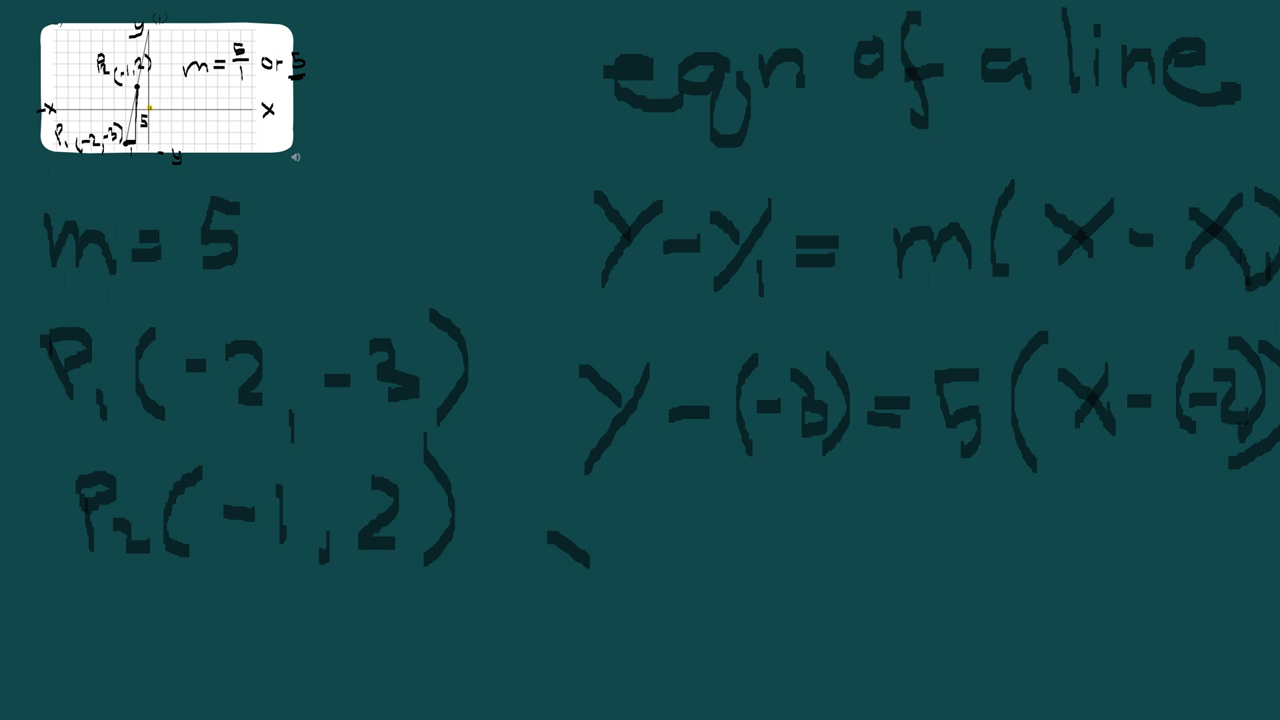 y
P2 (-1, 2)
m = 5/1 or 5
-x
x
5
P1 (-2, -3)
1
-y
eqn of a line
m = 5
y - y1 = m(x - x1)
P1 (-2, -3)
y - (-3) = 5(x - (-2))
P2 (-1, 2)